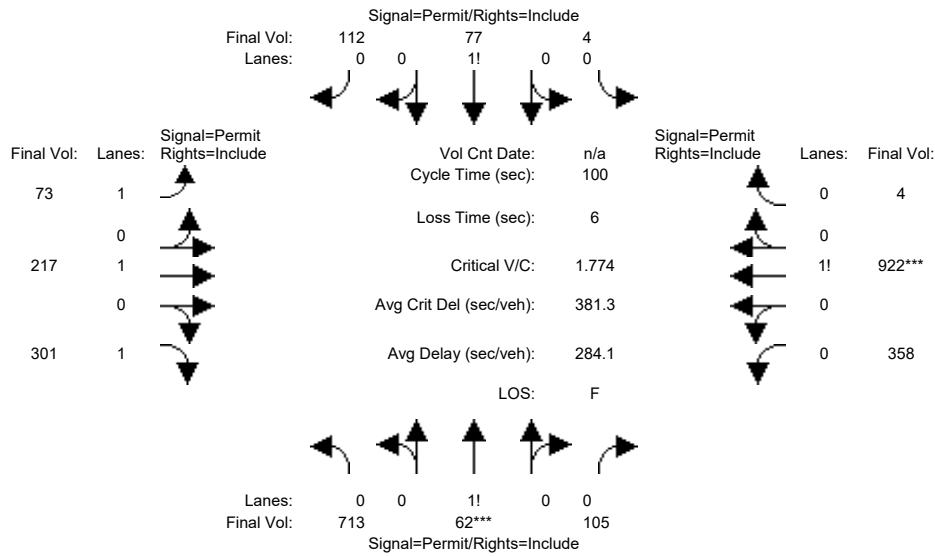 Signal=Permit/Rights=Include
Final Vol: 112 77 4
Lanes: 0 0 1! 0 0
Signal=Permit
Final Vol: Lanes: Rights=Include
Vol Cnt Date: n/a
Signal=Permit
Rights=Include Lanes: Final Vol:
Cycle Time (sec): 100
73 1
0 4
Loss Time (sec): 6
0
0
217 1
Critical V/C: 1.774
1! 922***
0
Avg Crit Del (sec/veh): 381.3
0
301 1
Avg Delay (sec/veh): 284.1
0 358
LOS: F
Lanes: 0 0 1! 0 0
Final Vol: 713 62*** 105
Signal=Permit/Rights=Include